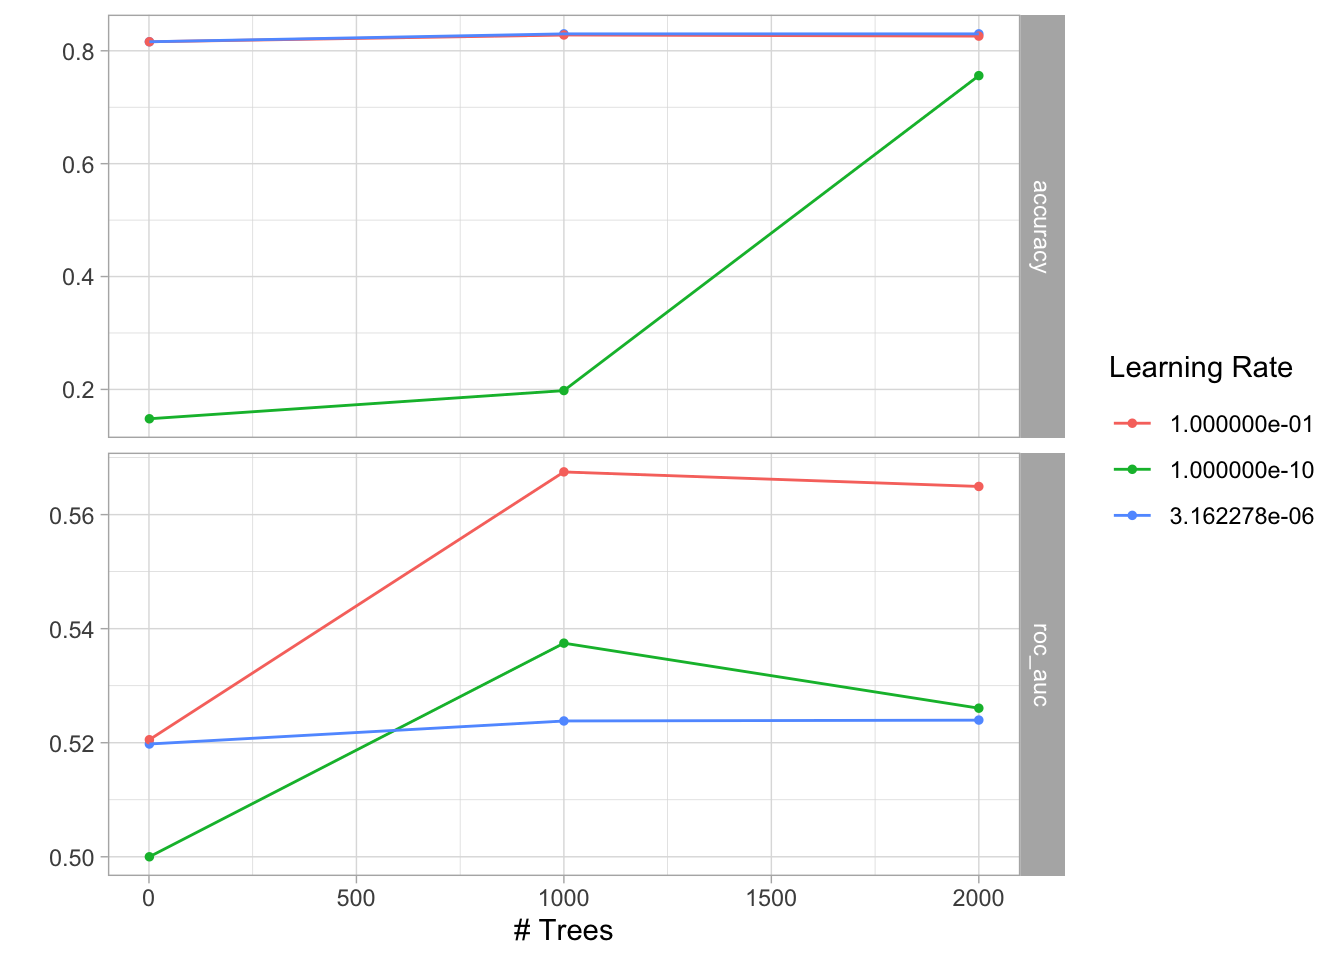 0.8
0.6
0.4
0.2
accuracy
0.56
0.54
0.52
0.50
roc_auc
0 500 1000 1500 2000
# Trees
Learning Rate
1.000000e-01
1.000000e-10
3.162278e-06